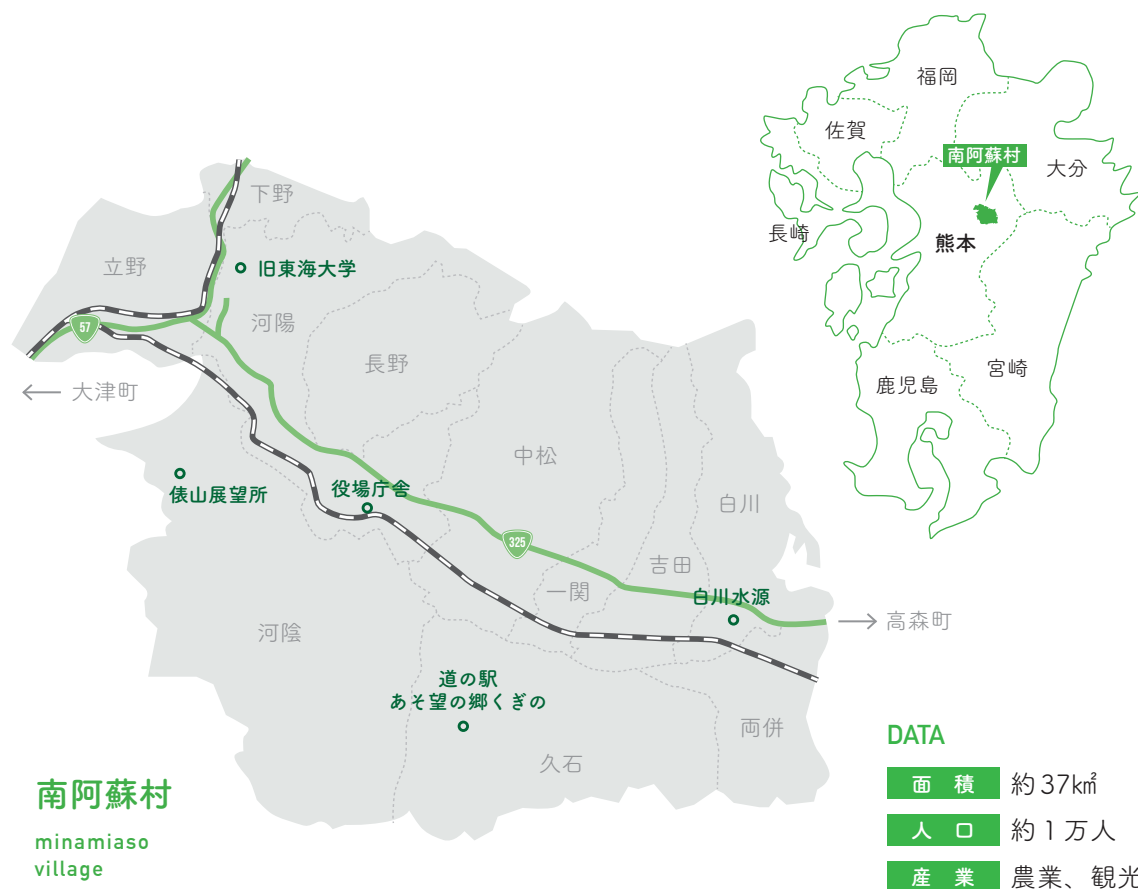 福岡
佐賀
南阿蘇村
大分
長崎
熊本
宮崎
鹿児島
下野
立野
旧東海大学
河陽
57
長野
大津町
中松
役場庁舎
俵山展望所
白川
325
吉田
一関
白川水源
高森町
河陰
道の駅
あそ望の郷くぎの
両併
久石
南阿蘇村
minamiaso
village
DATA
面積 約37㎢
人口 約1万人
産業 農業、観光